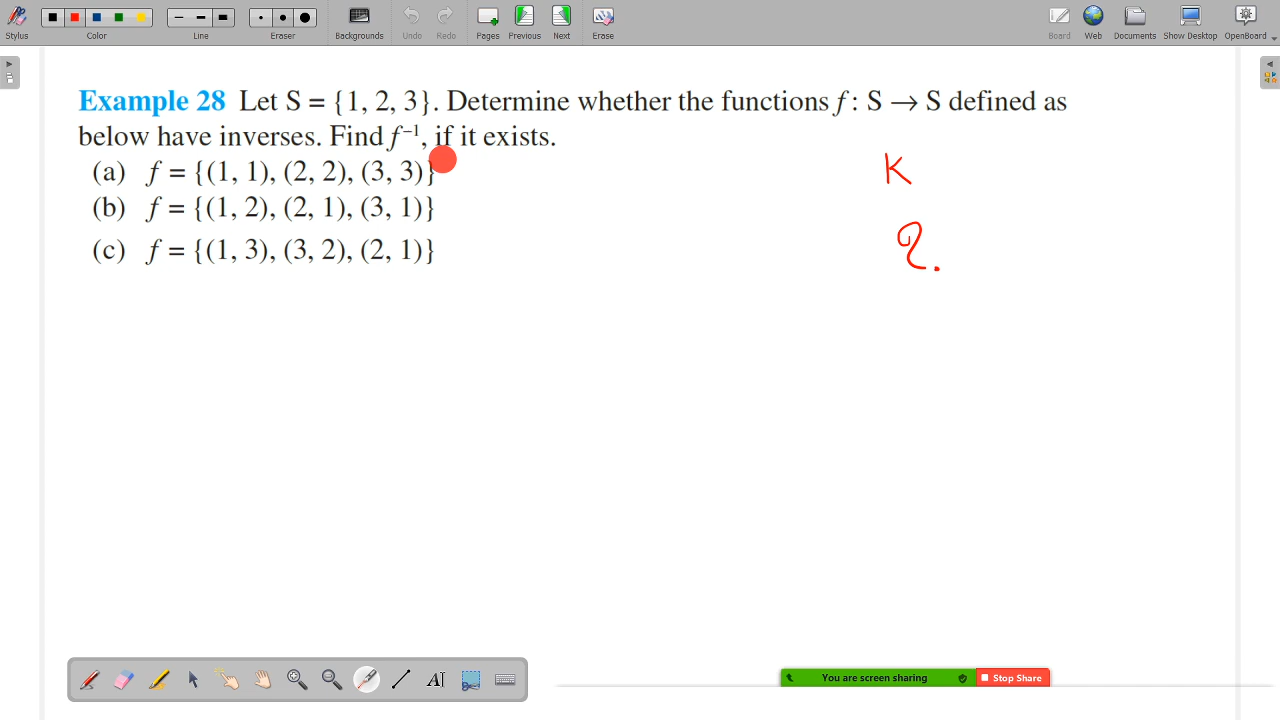 Stylus
Color
Line
Eraser
Backgrounds
Undo
Redo
Pages
Previous
Next
Erase
Board
Web
Documents
Show Desktop
OpenBoard
Example 28 Let S = {1, 2, 3}. Determine whether the functions f : S → S defined as
below have inverses. Find f⁻¹, if it exists.
(a) f = {(1, 1), (2, 2), (3, 3)}
(b) f = {(1, 2), (2, 1), (3, 1)}
(c) f = {(1, 3), (3, 2), (2, 1)}
K
2.
AI
You are screen sharing
Stop Share